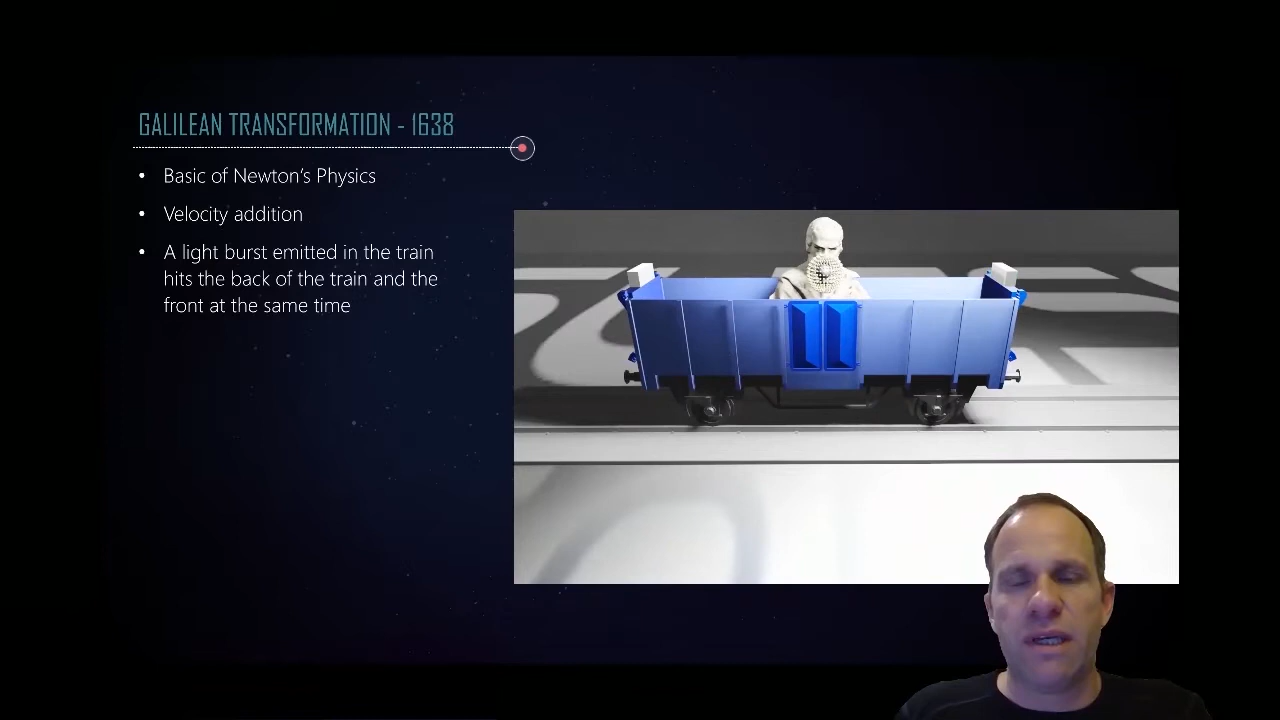 GALILEAN TRANSFORMATION - 1638
• Basic of Newton's Physics
• Velocity addition
• A light burst emitted in the train
hits the back of the train and the
front at the same time